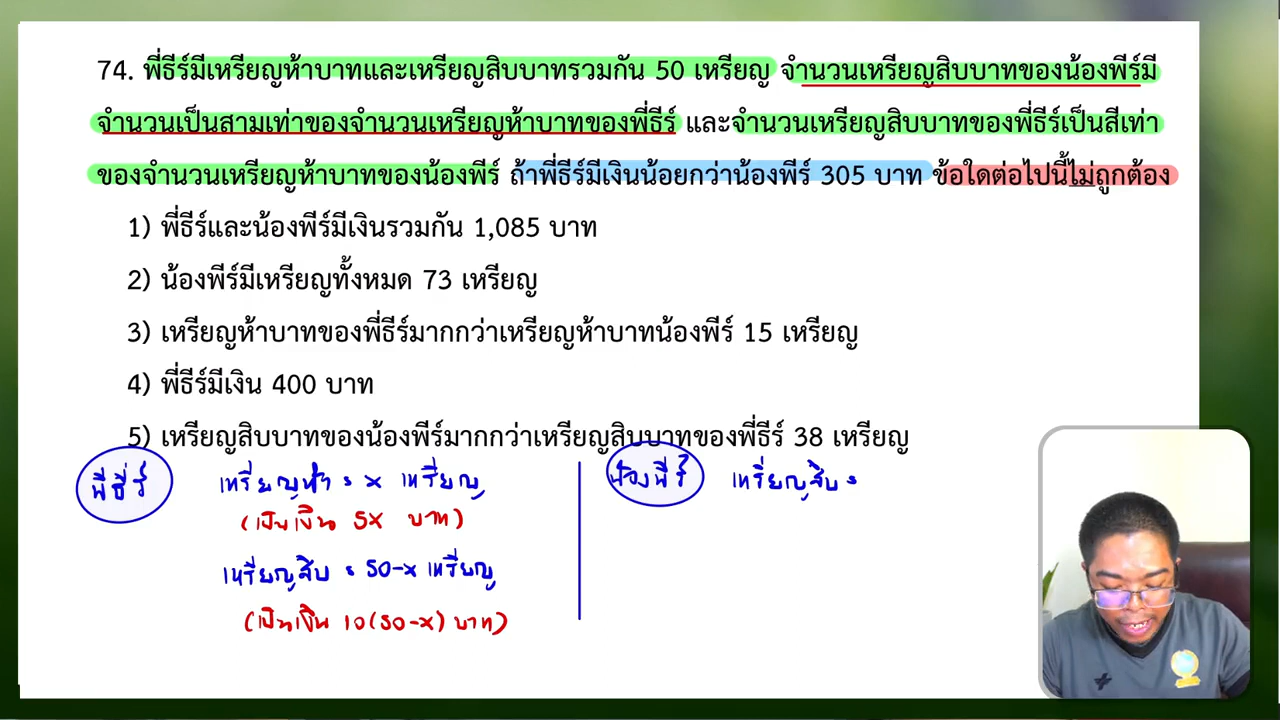 74. พี่ธีร์มีเหรียญห้าบาทและเหรียญสิบบาทรวมกัน 50 เหรียญ จำนวนเหรียญสิบบาทของน้องพีร์มี
จำนวนเป็นสามเท่าของจำนวนเหรียญห้าบาทของพี่ธีร์ และจำนวนเหรียญสิบบาทของพี่ธีร์เป็นสี่เท่า
ของจำนวนเหรียญห้าบาทของน้องพีร์ ถ้าพี่ธีร์มีเงินน้อยกว่าน้องพีร์ 305 บาท ข้อใดต่อไปนี้ไม่ถูกต้อง
1) พี่ธีร์และน้องพีร์มีเงินรวมกัน 1,085 บาท
2) น้องพีร์มีเหรียญทั้งหมด 73 เหรียญ
3) เหรียญห้าบาทของพี่ธีร์มากกว่าเหรียญห้าบาทน้องพีร์ 15 เหรียญ
4) พี่ธีร์มีเงิน 400 บาท
5) เหรียญสิบบาทของน้องพีร์มากกว่าเหรียญสิบบาทของพี่ธีร์ 38 เหรียญ
พี่ธีร์ เหรียญห้า = x เหรียญ
(เป็นเงิน 5x บาท)
เหรียญสิบ = 50-x เหรียญ
(เป็นเงิน 10(50-x) บาท)
น้องพีร์ เหรียญสิบ =